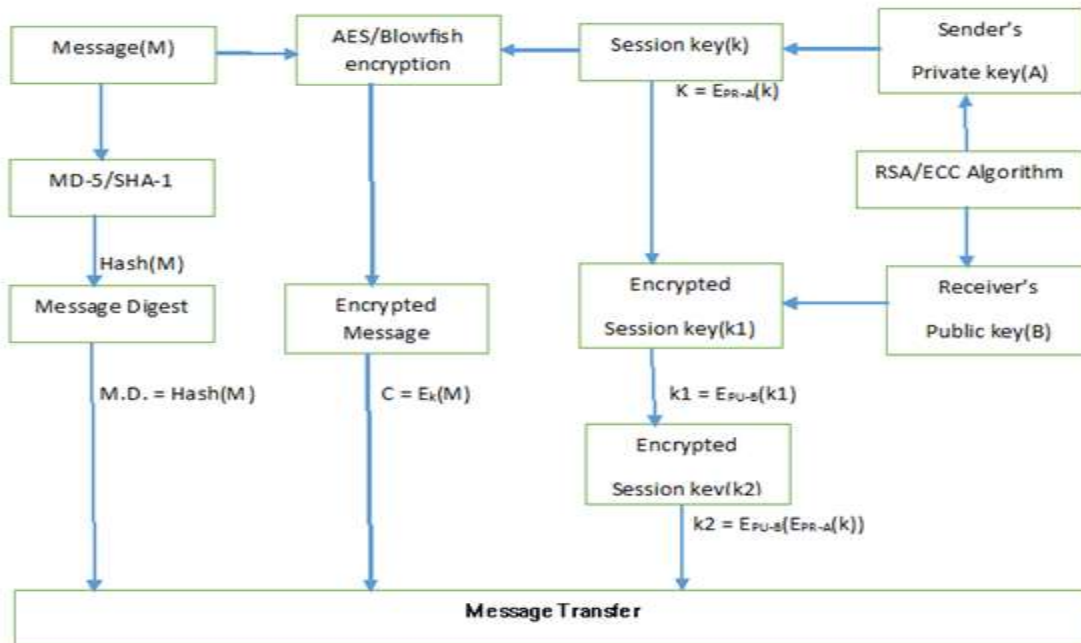 Message(M)
AES/Blowfish
encryption
Session key(k)
Sender's
Private key(A)
K = EPR-A(k)
MD-5/SHA-1
RSA/ECC Algorithm
Hash(M)
Message Digest
Encrypted
Message
Encrypted
Session key(k1)
Receiver's
Public key(B)
M.D. = Hash(M)
C = Ek(M)
k1 = EPU-B(k1)
Encrypted
Session key(k2)
k2 = EPU-B(EPR-A(k))
Message Transfer